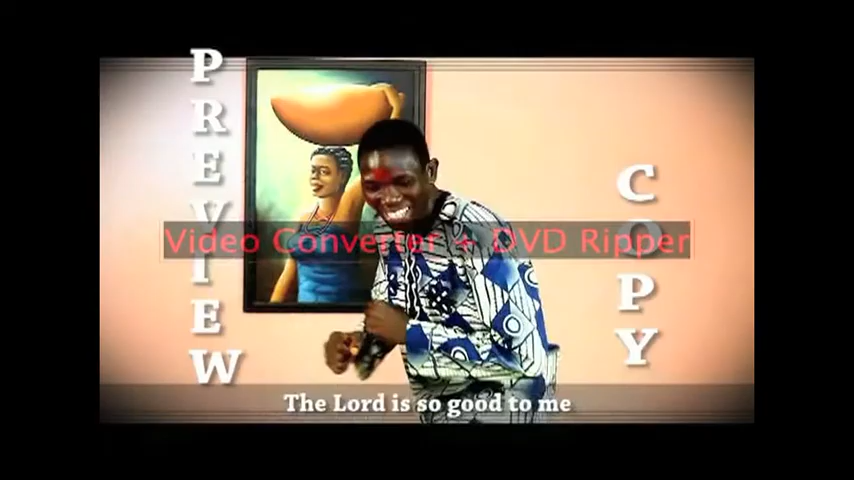 PREVIEW
COPY
Video Converter + DVD Ripper
The Lord is so good to me